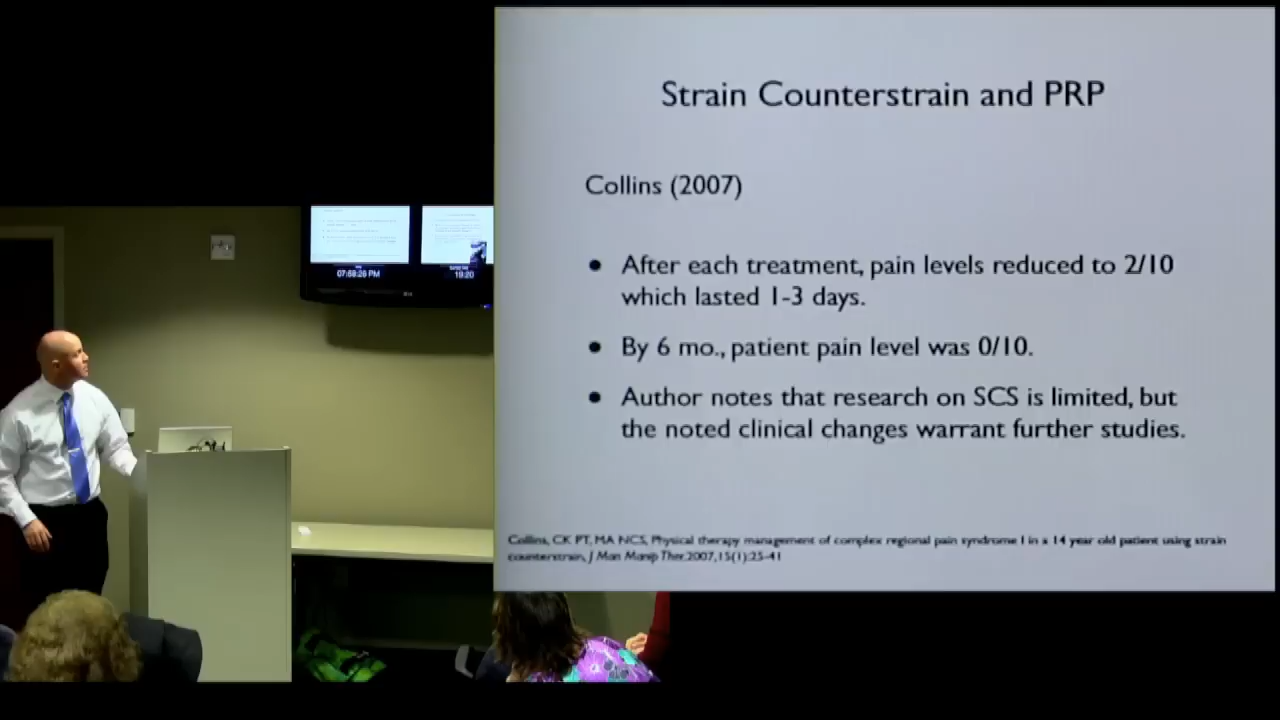 Strain Counterstrain and PRP
Collins (2007)
• After each treatment, pain levels reduced to 2/10
which lasted 1-3 days.
• By 6 mo., patient pain level was 0/10.
• Author notes that research on SCS is limited, but
the noted clinical changes warrant further studies.
Collins, CK PT, MA NCS, Physical therapy management of complex regional pain syndrome I in a 14 year old patient using strain
counterstrain, J Man Manip Ther. 2007, 15(1):25-41
07:58:26 PM
19:20